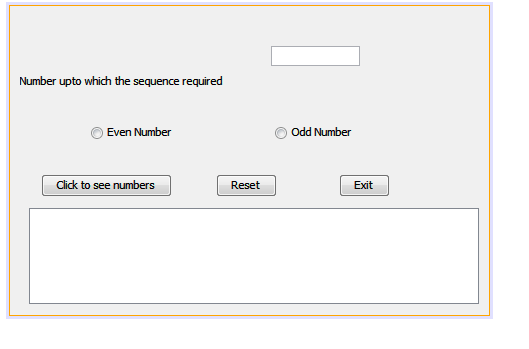 Number upto which the sequence required
Even Number Odd Number
Click to see numbers Reset Exit